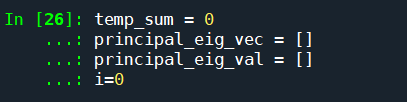 In [26]: temp_sum = 0
...: principal_eig_vec = []
...: principal_eig_val = []
...: i=0